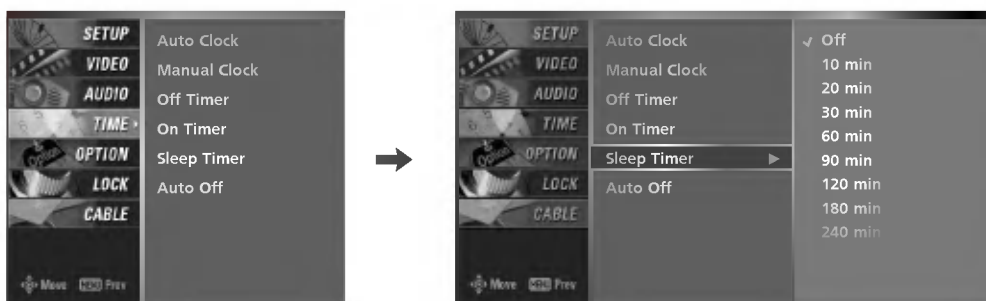 SETUP
VIDEO
AUDIO
TIME
OPTION
LOCK
CABLE
Auto Clock
Manual Clock
Off Timer
On Timer
Sleep Timer
Auto Off
Move MENU Prev
SETUP
VIDEO
AUDIO
TIME
OPTION
LOCK
CABLE
Auto Clock
Manual Clock
Off Timer
On Timer
Sleep Timer
Auto Off
Off
10 min
20 min
30 min
60 min
90 min
120 min
180 min
240 min
Move MENU Prev